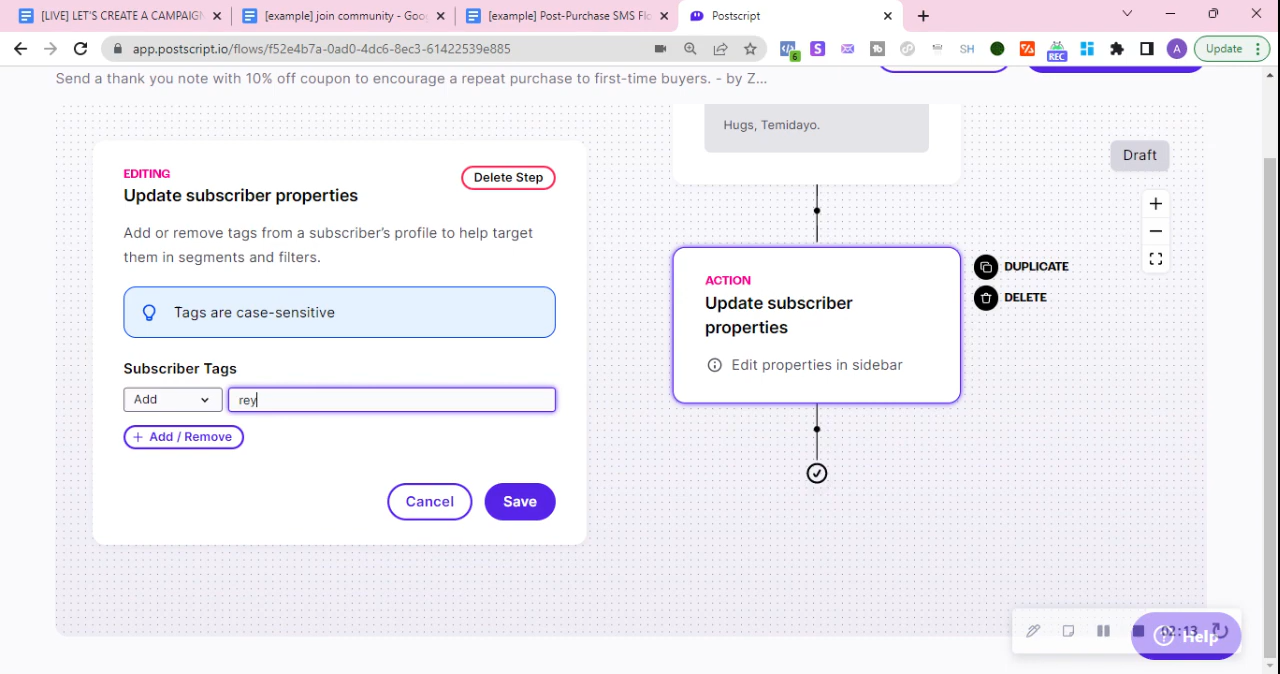 [LIVE] LET'S CREATE A CAMPAIGN
[example] join community - Goo
[example] Post-Purchase SMS Flo
Postscript
app.postscript.io/flows/f52e4b7a-0ad0-4dc6-8ec3-61422539e885
6
S
SH
REC
A
Update
Send a thank you note with 10% off coupon to encourage a repeat purchase to first-time buyers. - by Z...
Hugs, Temidayo.
Draft
EDITING
Delete Step
Update subscriber properties
Add or remove tags from a subscriber's profile to help target
them in segments and filters.
Tags are case-sensitive
Subscriber Tags
Add
rey
+ Add / Remove
Cancel
Save
ACTION
Update subscriber
properties
Edit properties in sidebar
DUPLICATE
DELETE
02:13
Help